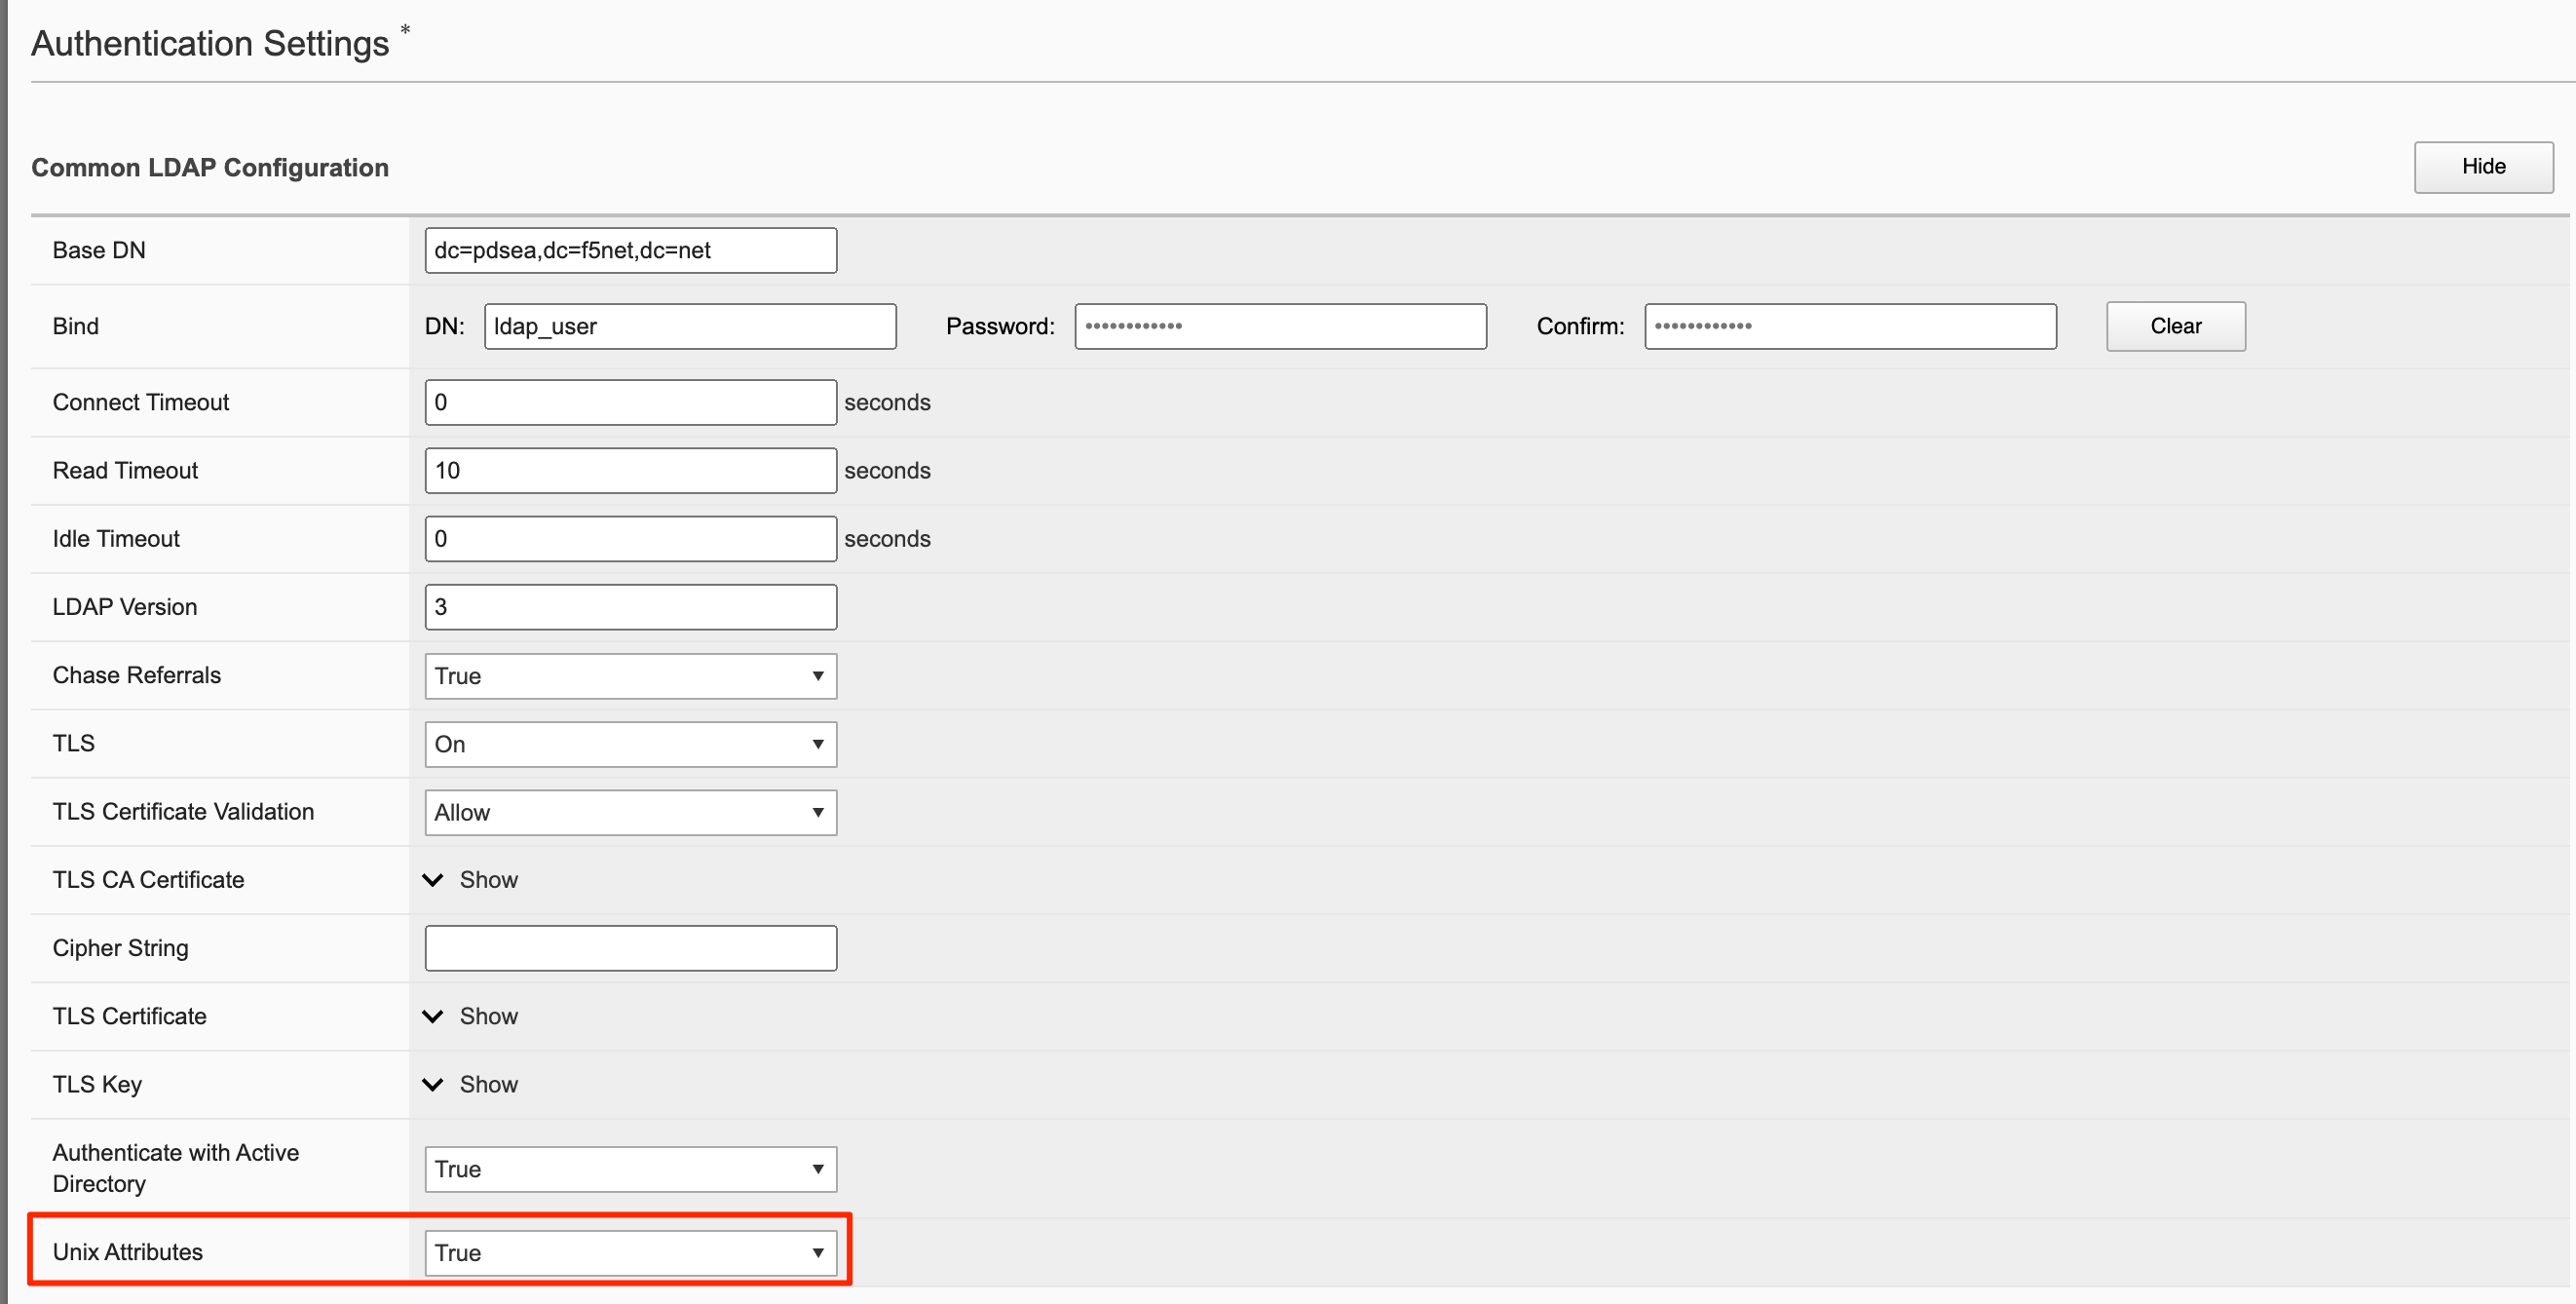 Authentication Settings *
Common LDAP Configuration
Hide
Base DN dc=pdsea,dc=f5net,dc=net
Bind DN: ldap_user Password: •••••••••••• Confirm: •••••••••••• Clear
Connect Timeout 0 seconds
Read Timeout 10 seconds
Idle Timeout 0 seconds
LDAP Version 3
Chase Referrals True
TLS On
TLS Certificate Validation Allow
TLS CA Certificate Show
Cipher String
TLS Certificate Show
TLS Key Show
Authenticate with Active
Directory True
Unix Attributes True